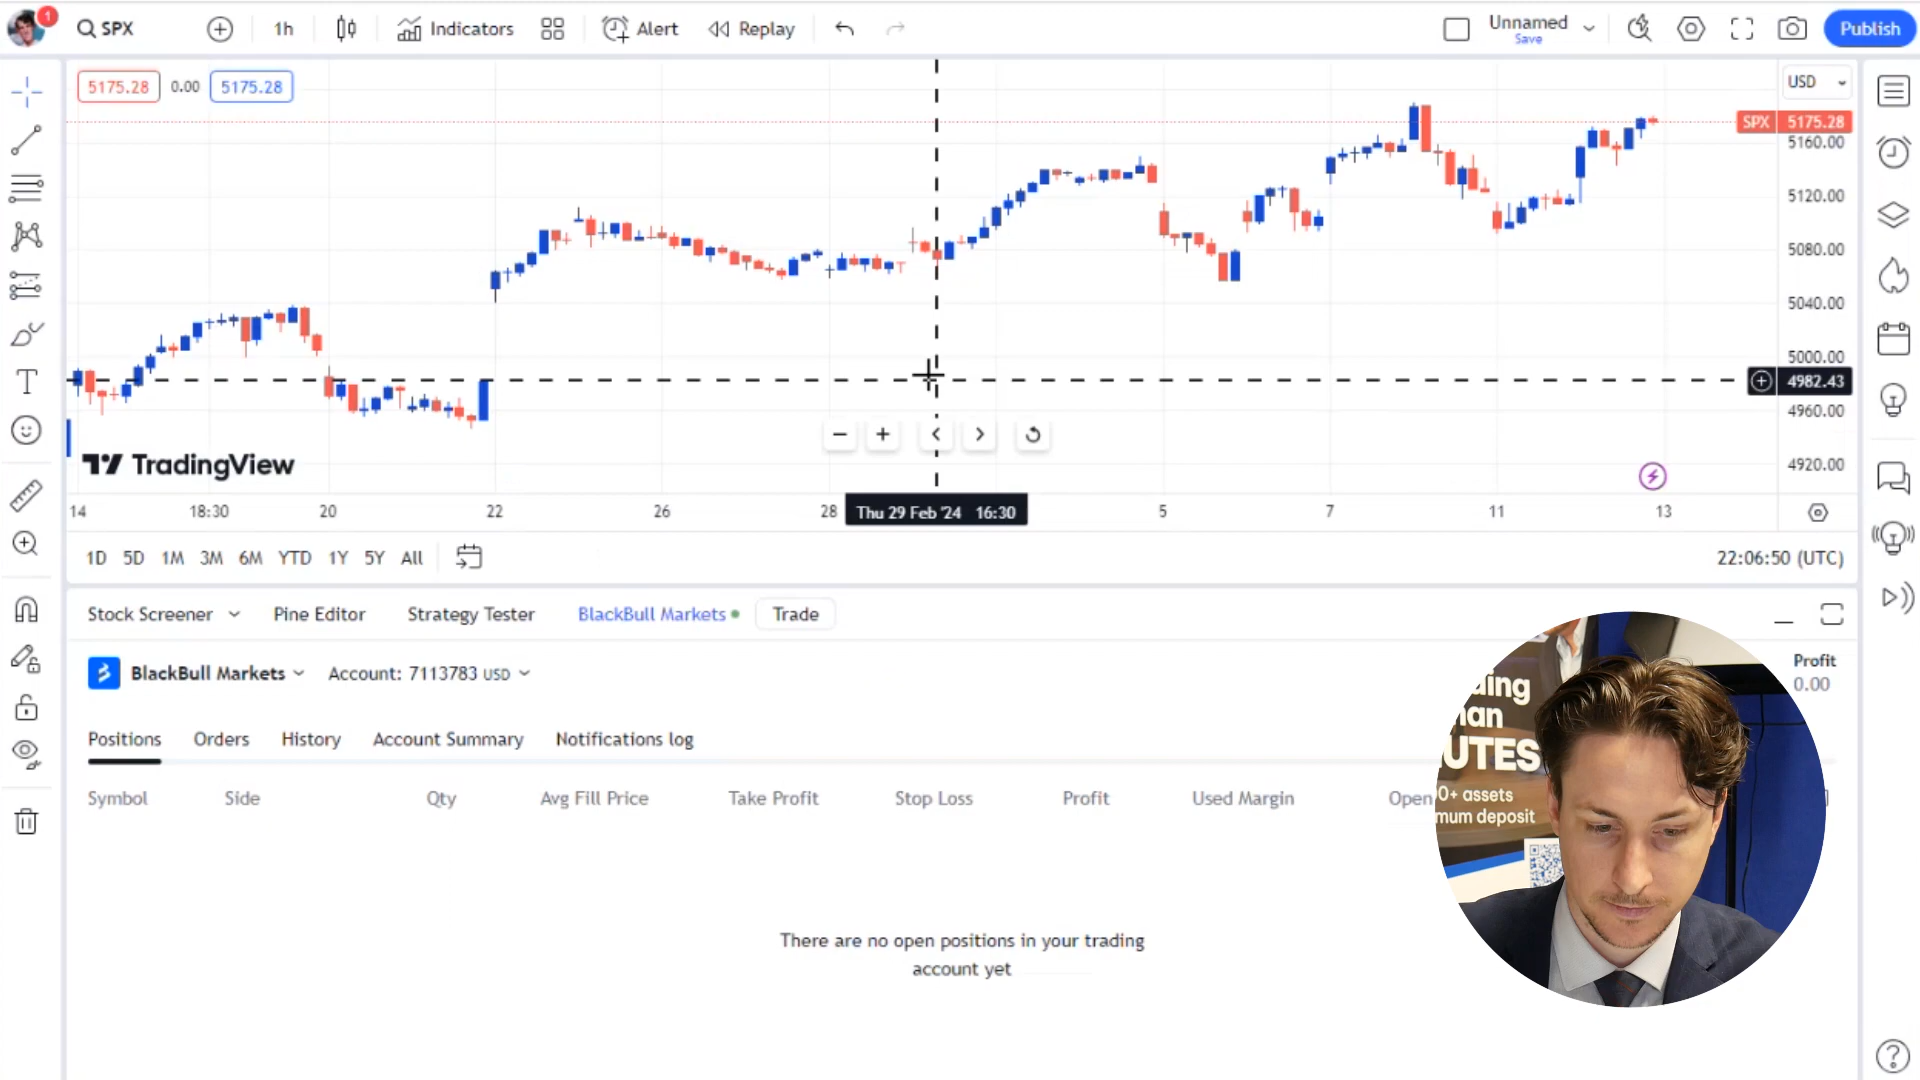 1
SPX
1h
Indicators
Alert
Replay
Unnamed
Save
Publish
5175.28
0.00
5175.28
USD
SPX 5175.28
5160.00
5120.00
5080.00
5040.00
5000.00
4982.43
4960.00
4920.00
TradingView
14
18:30
20
22
26
28
Thu 29 Feb '24 16:30
5
7
11
13
1D 5D 1M 3M 6M YTD 1Y 5Y All
22:06:50 (UTC)
Stock Screener
Pine Editor
Strategy Tester
BlackBull Markets
Trade
BlackBull Markets
Account: 7113783 USD
Profit
0.00
Positions
Orders
History
Account Summary
Notifications log
Symbol
Side
Qty
Avg Fill Price
Take Profit
Stop Loss
Profit
Used Margin
Open
There are no open positions in your trading
account yet
0+ assets
deposit